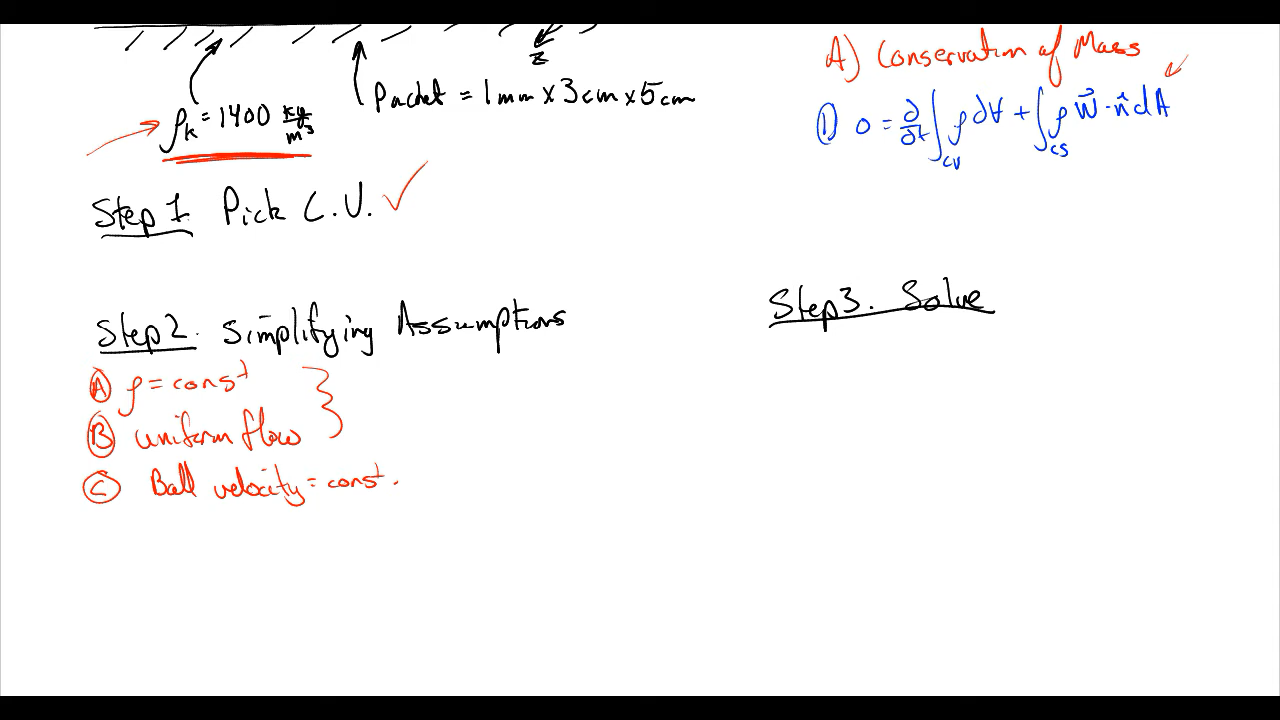 z
Packet = 1mm x 3cm x 5cm
ρk = 1400 kg/m³
Step 1. Pick C.V. ✓
Step 2. Simplifying Assumptions
Ⓐ ρ = const
Ⓑ uniform flow
Ⓒ Ball velocity = const.
A) Conservation of Mass
① 0 = ∂/∂t ∫cv ρ dV + ∫cs ρ W⃗ · n̂ dA
Step 3. Solve